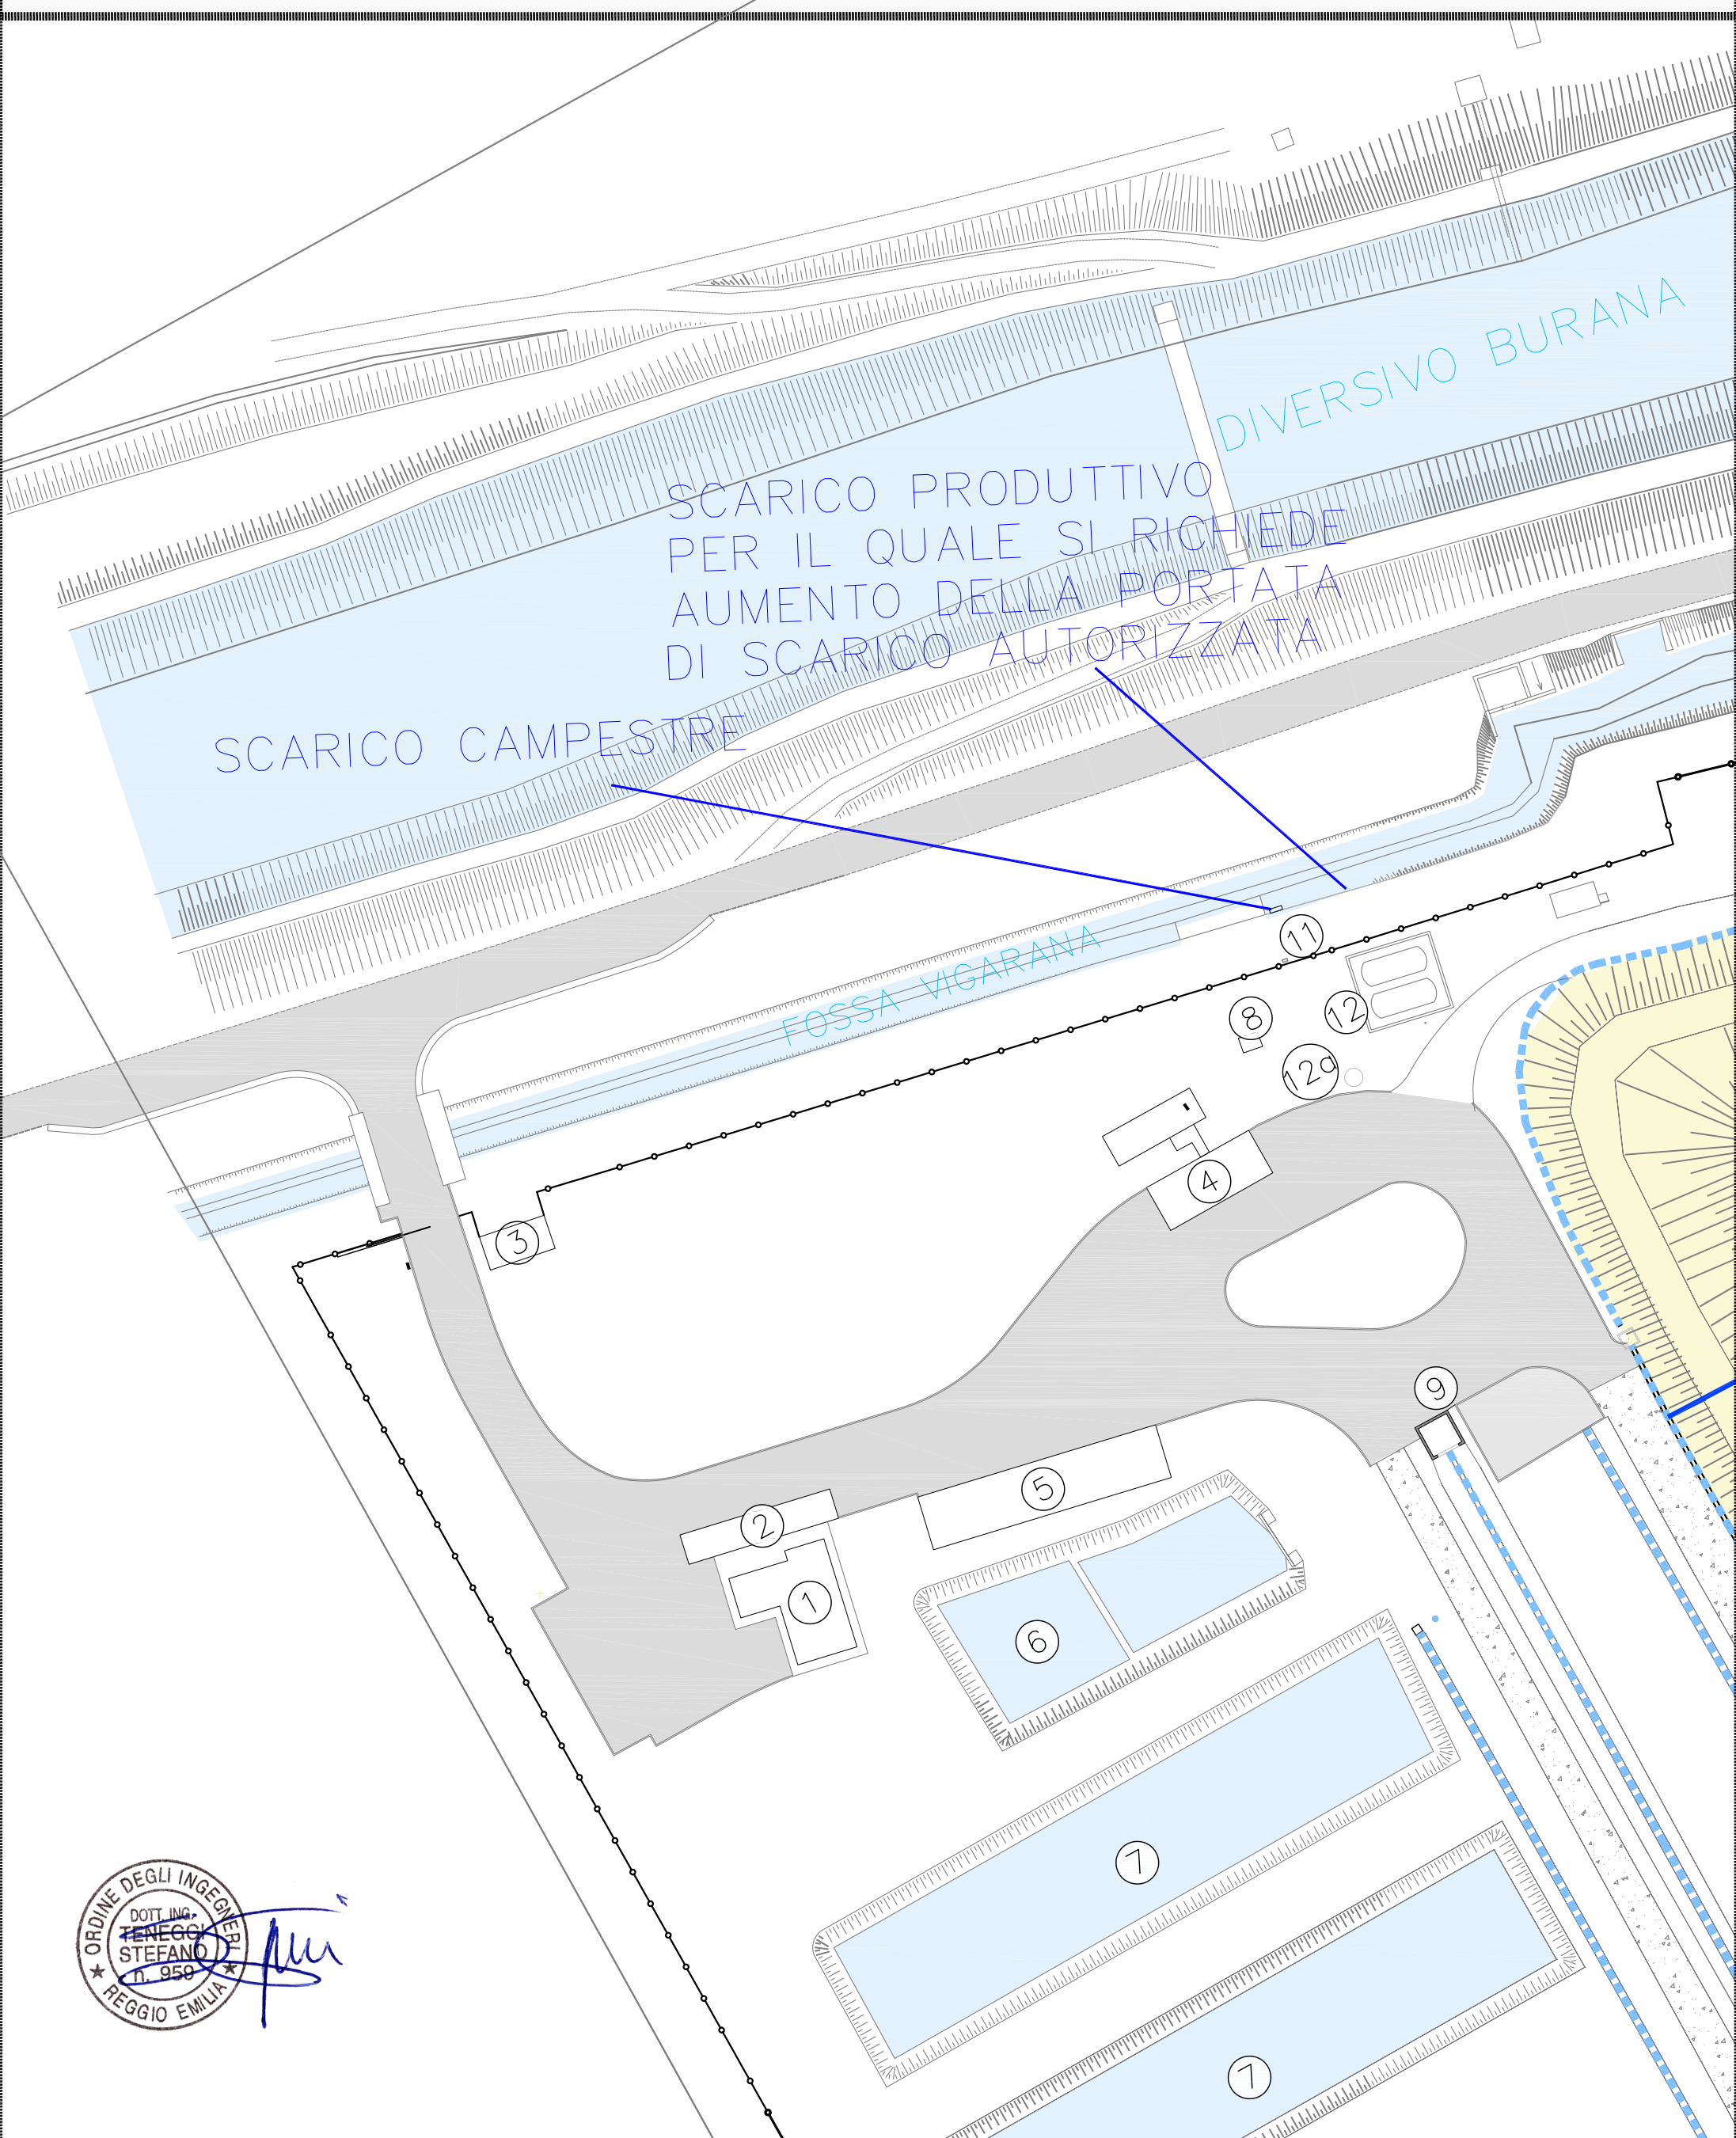 DIVERSIVO BURANA
SCARICO PRODUTTIVO
PER IL QUALE SI RICHIEDE
AUMENTO DELLA PORTATA
DI SCARICO AUTORIZZATA
SCARICO CAMPESTRE
FOSSA VIGARANA
11
8
12
12a
4
3
9
5
2
1
6
7
7
ORDINE DEGLI INGEGNERI
DOTT. ING.
TENEGGI
STEFANO
n. 959
REGGIO EMILIA